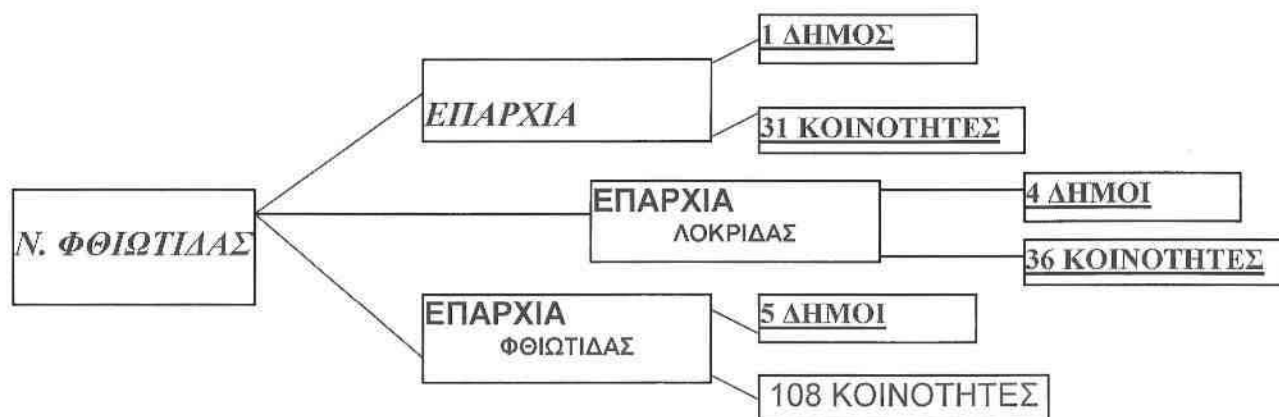 1 ΔΗΜΟΣ
ΕΠΑΡΧΙΑ
31 ΚΟΙΝΟΤΗΤΕΣ
Ν. ΦΘΙΩΤΙΔΑΣ
ΕΠΑΡΧΙΑ
ΛΟΚΡΙΔΑΣ
4 ΔΗΜΟΙ
36 ΚΟΙΝΟΤΗΤΕΣ
ΕΠΑΡΧΙΑ
ΦΘΙΩΤΙΔΑΣ
5 ΔΗΜΟΙ
108 ΚΟΙΝΟΤΗΤΕΣ